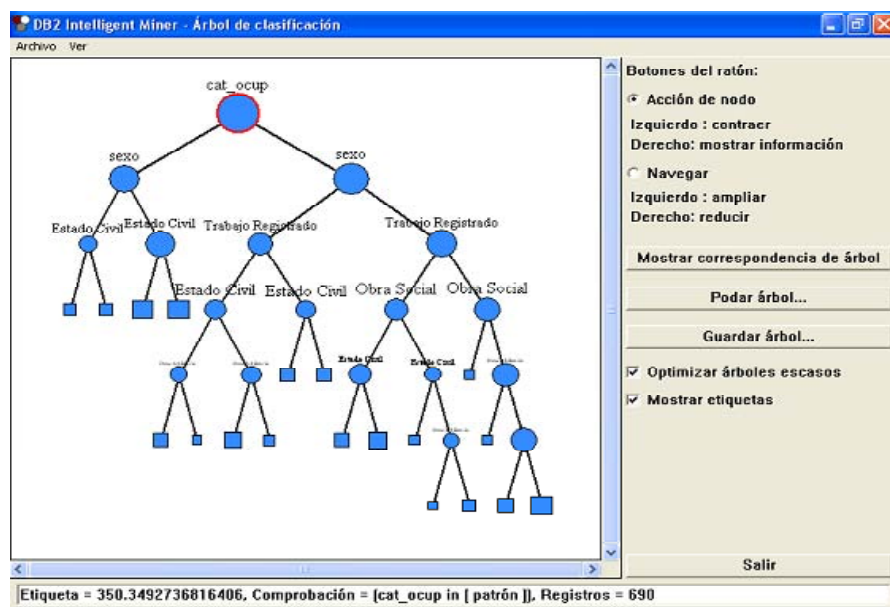 DB2 Intelligent Miner - Árbol de clasificación
Archivo Ver
cat_ocup
sexo
sexo
Estado Civil
Estado Civil
Trabajo Registrado
Trabajo Registrado
Estado Civil
Estado Civil
Obra Social
Obra Social
Estado Civil
Estado Civil
Botones del ratón:
Acción de nodo
Izquierdo : contraer
Derecho: mostrar información
Navegar
Izquierdo : ampliar
Derecho: reducir
Mostrar correspondencia de árbol
Podar árbol...
Guardar árbol...
Optimizar árboles escasos
Mostrar etiquetas
Salir
Etiqueta = 350.3492736816406, Comprobación = [cat_ocup in [ patrón ]], Registros = 690